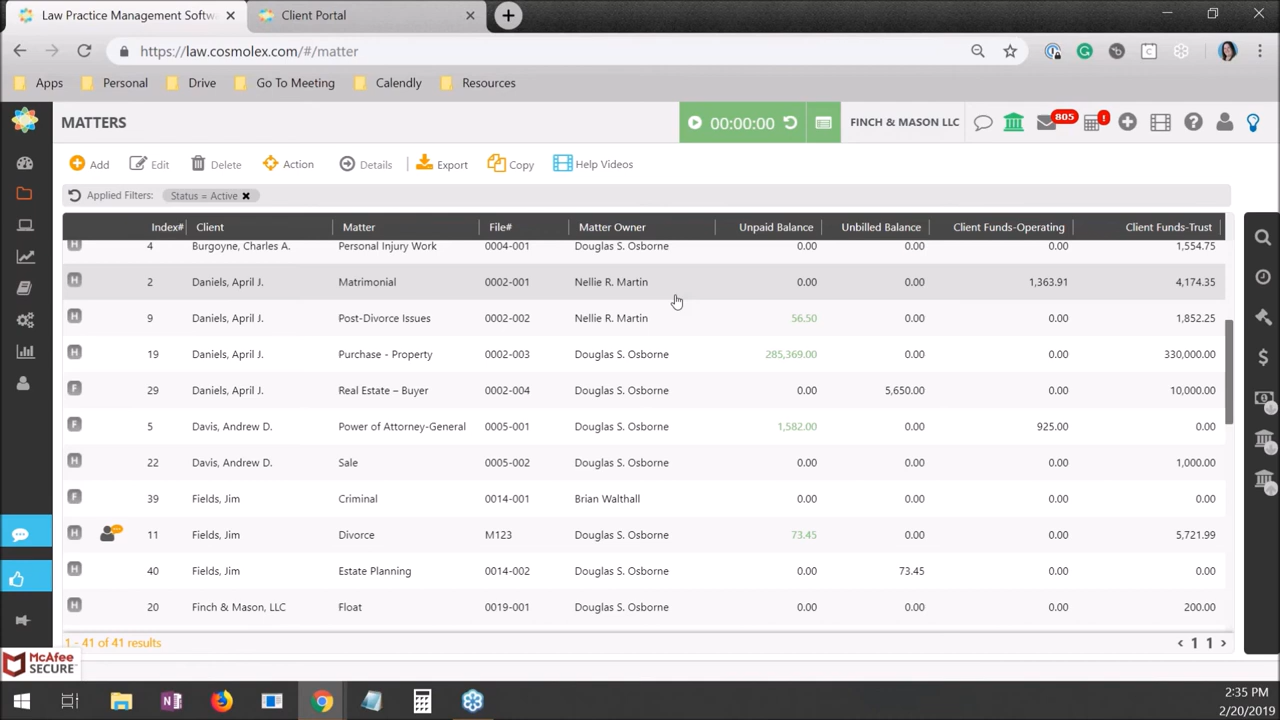 Law Practice Management Softw
Client Portal
https://law.cosmolex.com/#/matter
Apps Personal Drive Go To Meeting Calendly Resources
MATTERS 00:00:00 FINCH & MASON LLC 805 !
Add Edit Delete Action Details Export Copy Help Videos
Applied Filters: Status = Active ✖
Index# Client Matter File# Matter Owner Unpaid Balance Unbilled Balance Client Funds-Operating Client Funds-Trust
H 4 Burgoyne, Charles A. Personal Injury Work 0004-001 Douglas S. Osborne 0.00 0.00 0.00 1,554.75
H 2 Daniels, April J. Matrimonial 0002-001 Nellie R. Martin 0.00 0.00 1,363.91 4,174.35
H 9 Daniels, April J. Post-Divorce Issues 0002-002 Nellie R. Martin 56.50 0.00 0.00 1,852.25
H 19 Daniels, April J. Purchase - Property 0002-003 Douglas S. Osborne 285,369.00 0.00 0.00 330,000.00
F 29 Daniels, April J. Real Estate – Buyer 0002-004 Douglas S. Osborne 0.00 5,650.00 0.00 10,000.00
F 5 Davis, Andrew D. Power of Attorney-General 0005-001 Douglas S. Osborne 1,582.00 0.00 925.00 0.00
H 22 Davis, Andrew D. Sale 0005-002 Douglas S. Osborne 0.00 0.00 0.00 1,000.00
F 39 Fields, Jim Criminal 0014-001 Brian Walthall 0.00 0.00 0.00 0.00
H 11 Fields, Jim Divorce M123 Douglas S. Osborne 73.45 0.00 0.00 5,721.99
H 40 Fields, Jim Estate Planning 0014-002 Douglas S. Osborne 0.00 73.45 0.00 0.00
H 20 Finch & Mason, LLC Float 0019-001 Douglas S. Osborne 0.00 0.00 0.00 200.00
1 - 41 of 41 results < 1 1 >
McAfee
SECURE
2:35 PM
2/20/2019